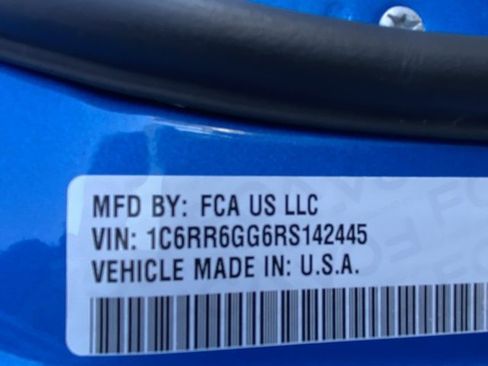 MFD BY: FCA US LLC
VIN: 1C6RR6GG6RS142445
VEHICLE MADE IN: U.S.A.